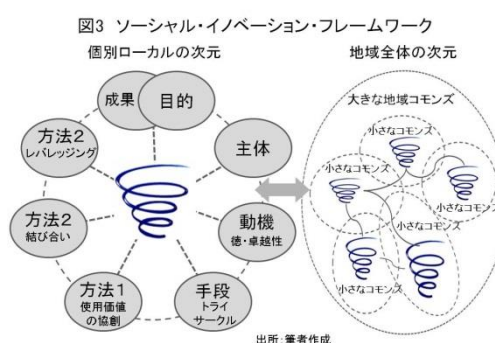 図3 ソーシャル・イノベーション・フレームワーク
個別ローカルの次元
地域全体の次元
成果
目的
主体
動機
徳・卓越性
手段
トライ
サークル
方法1
使用価値
の協創
方法2
結び合い
方法2
レバレッジング
大きな地域コモンズ
小さなコモンズ
小さなコモンズ
小さなコモンズ
小さなコモンズ
小さなコモンズ
出所:筆者作成